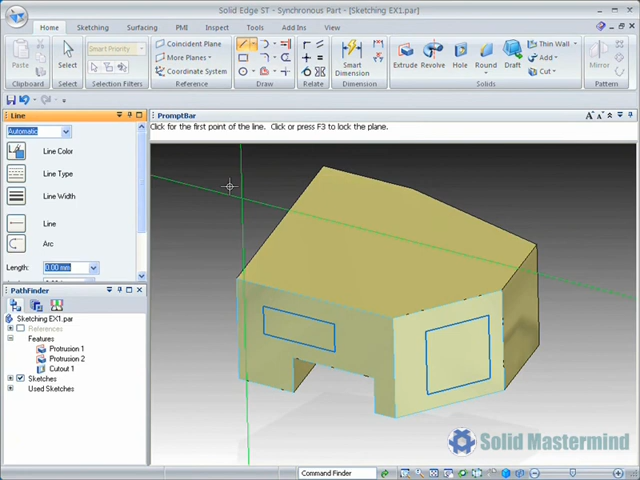 Solid Edge ST - Synchronous Part - [Sketching EX1.par]
Home
Sketching
Surfacing
PMI
Inspect
Tools
Add Ins
Paste
Select
Smart Priority
Coincident Plane
More Planes
Coordinate System
Smart Dimension
Extrude
Revolve
Hole
Round
Draft
Thin Wall
Add
Cut
Mirror
Clipboard
Select
Selection Filters
Reference
Draw
Relate
Dimension
Solids
Pattern
Line
PromptBar
Click for the first point of the line. Click or press F3 to lock the plane.
Automatic
Line Color
Line Type
Line Width
Line
Arc
Length:
0.00 mm
PathFinder
Sketching EX1.par
References
Features
Protrusion 1
Protrusion 2
Cutout 1
Sketches
Used Sketches
Solid Mastermind
Command Finder